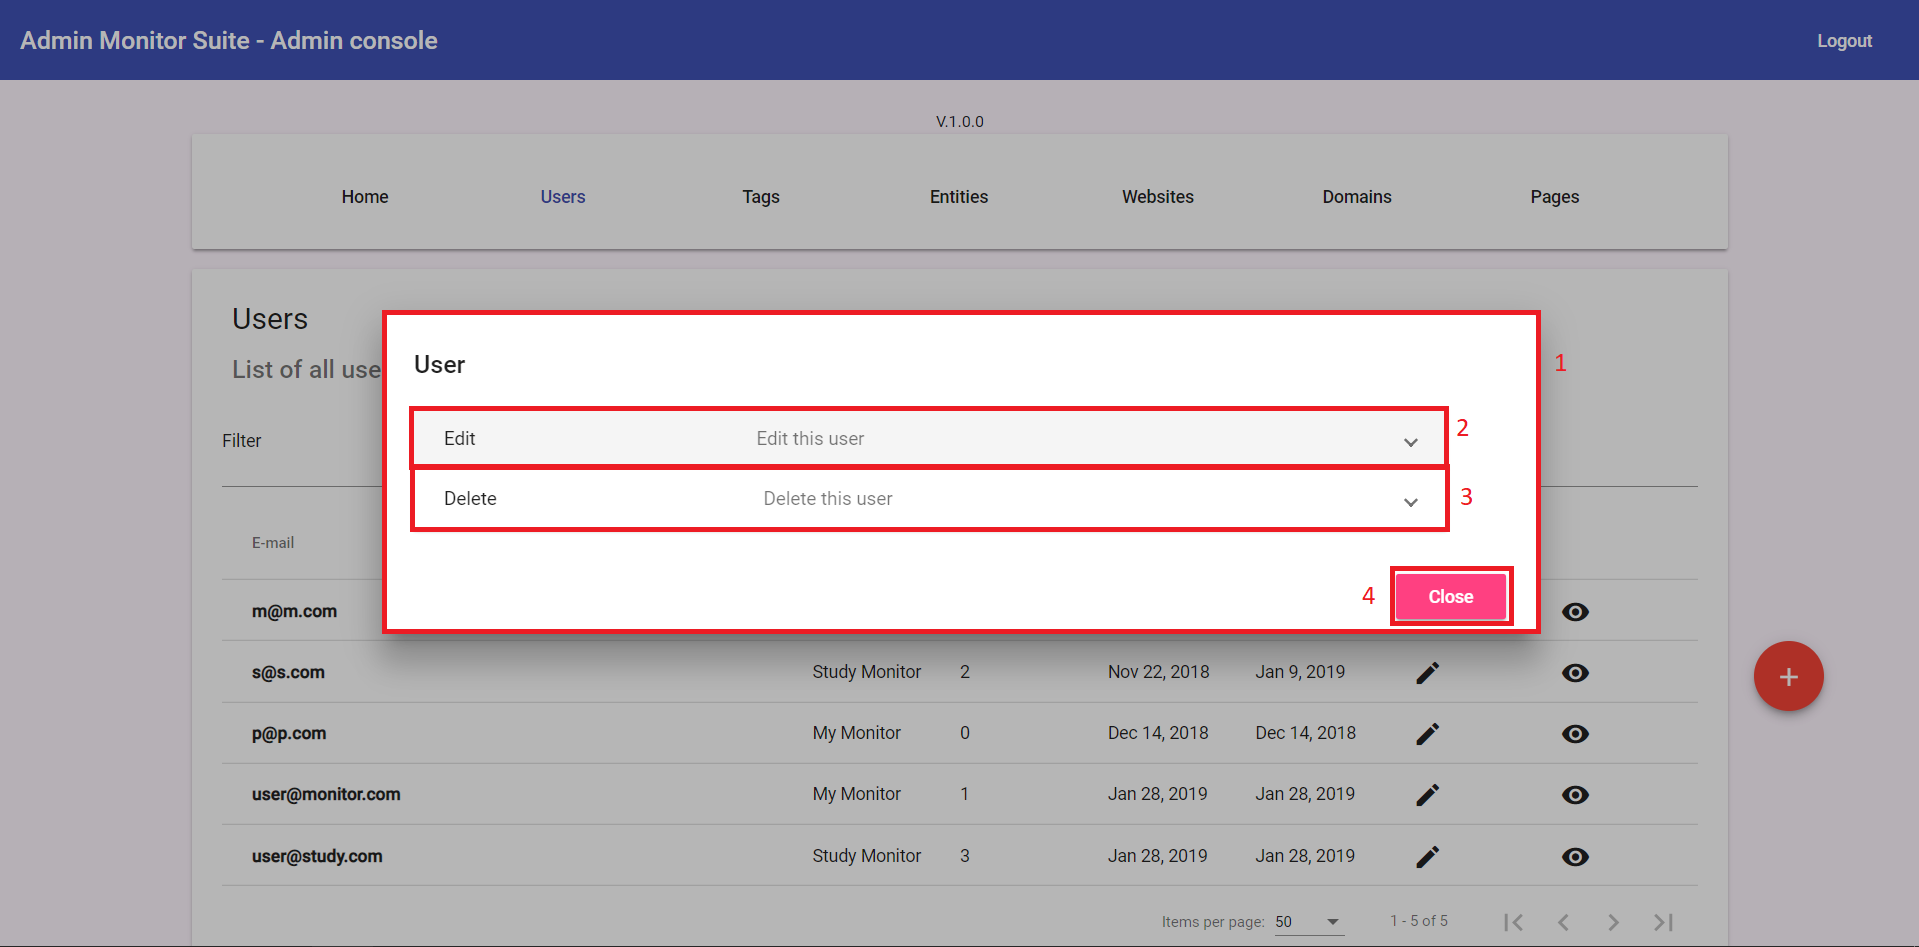 Admin Monitor Suite - Admin console
Logout
V.1.0.0
Home Users Tags Entities Websites Domains Pages
Users
List of all use
User
1
Edit Edit this user
2
Filter
Delete Delete this user
3
E-mail
4
Close
m@m.com
s@s.com Study Monitor 2 Nov 22, 2018 Jan 9, 2019
+
p@p.com My Monitor 0 Dec 14, 2018 Dec 14, 2018
user@monitor.com My Monitor 1 Jan 28, 2019 Jan 28, 2019
user@study.com Study Monitor 3 Jan 28, 2019 Jan 28, 2019
Items per page: 50 1 - 5 of 5